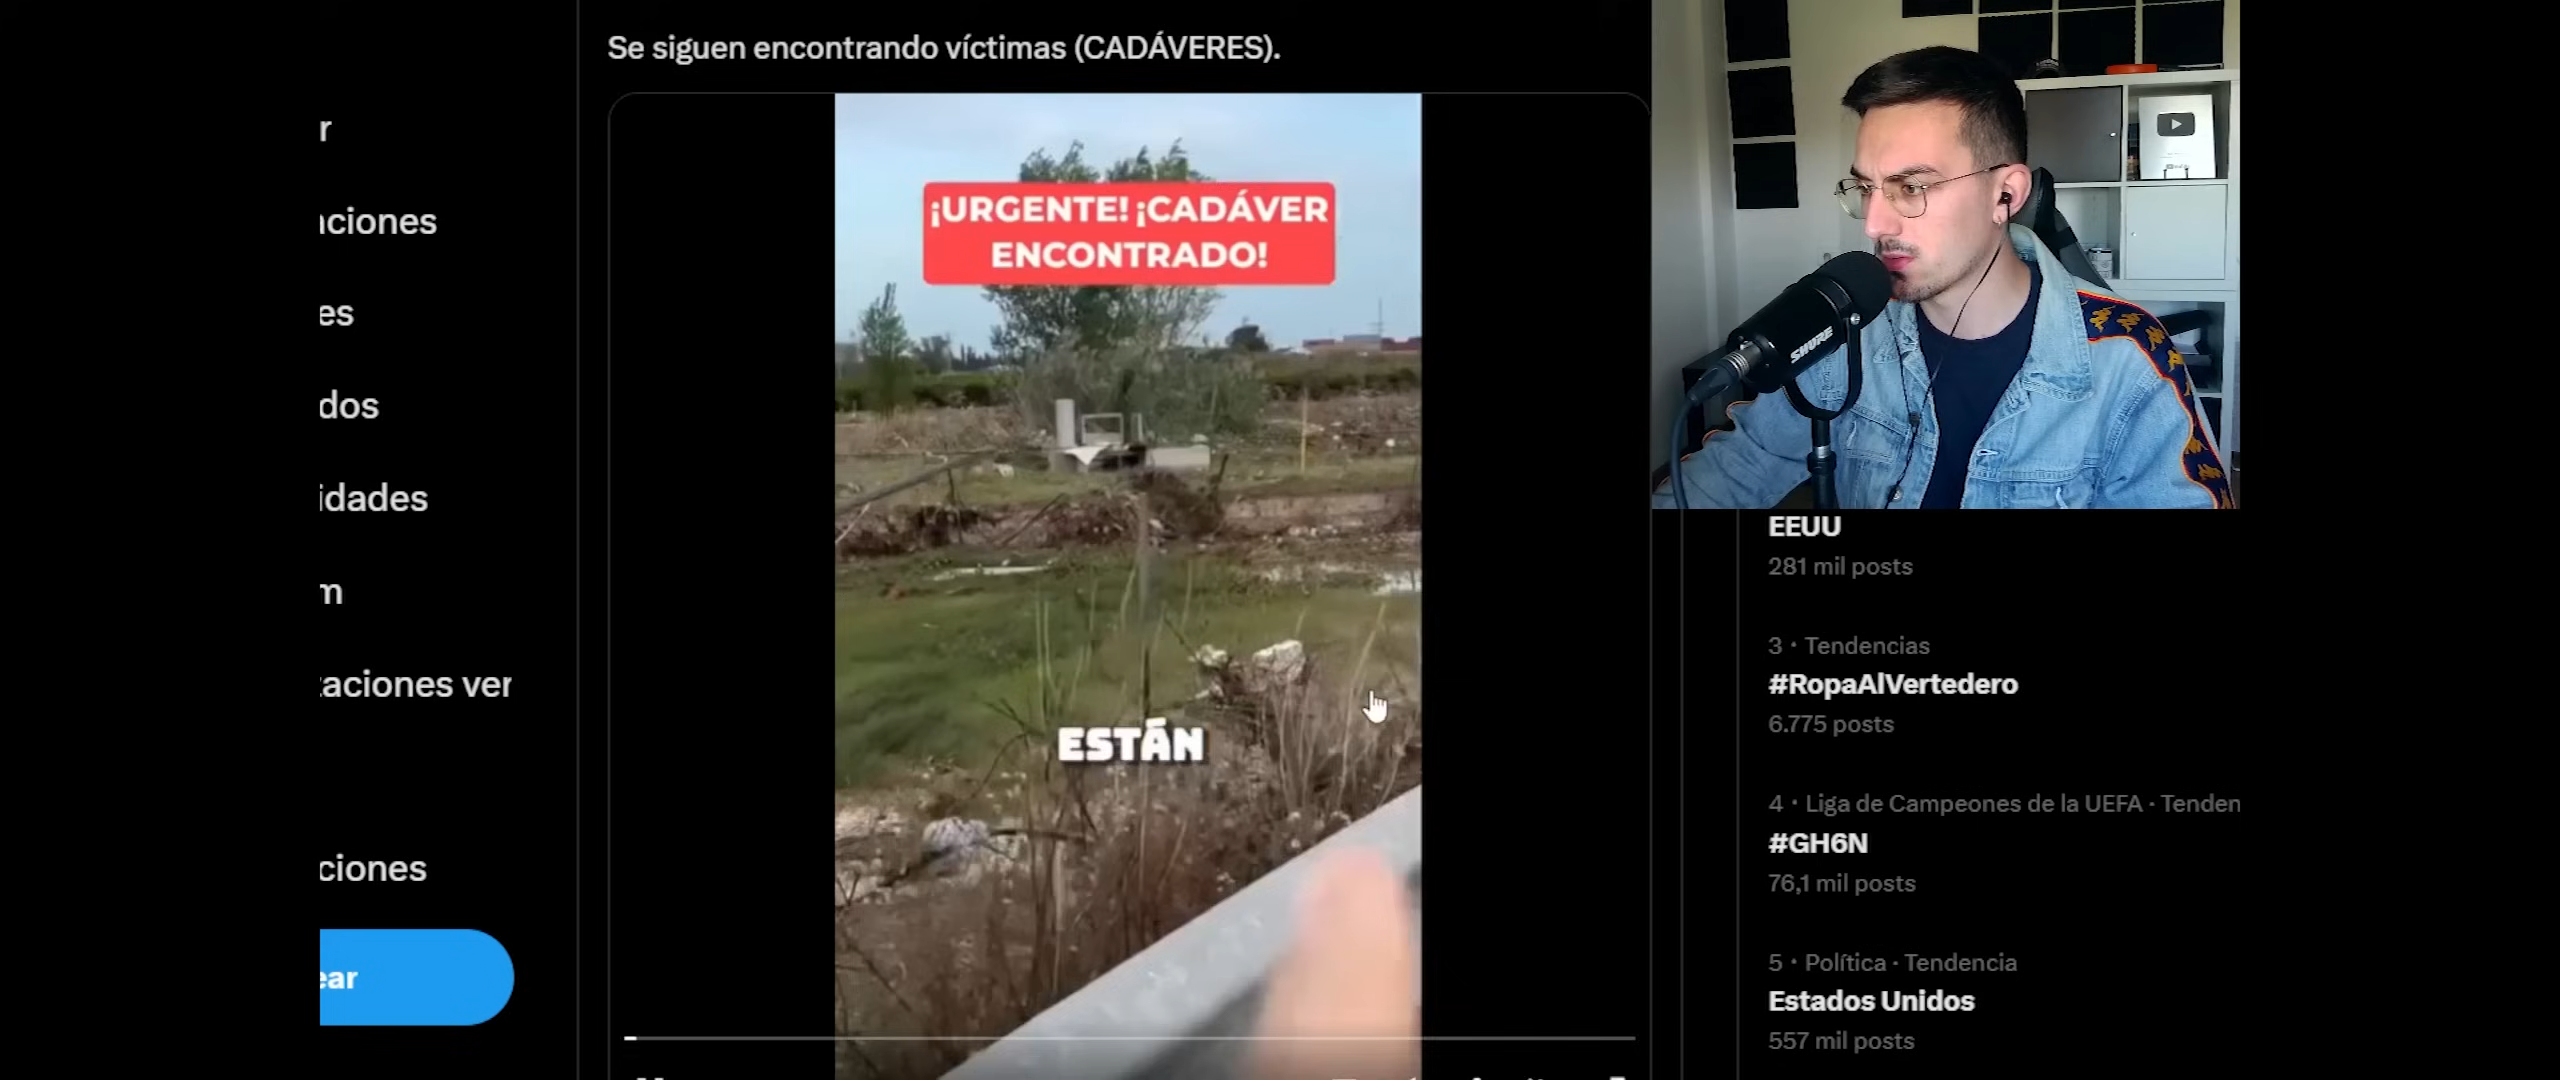 Se siguen encontrando víctimas (CADÁVERES).
r
aciones
es
dos
idades
m
taciones ver
ciones
ear
¡URGENTE! ¡CADÁVER
ENCONTRADO!
ESTÁN
SHURE
EEUU
281 mil posts
3 · Tendencias
#RopaAlVertedero
6.775 posts
4 · Liga de Campeones de la UEFA · Tenden
#GH6N
76,1 mil posts
5 · Política · Tendencia
Estados Unidos
557 mil posts